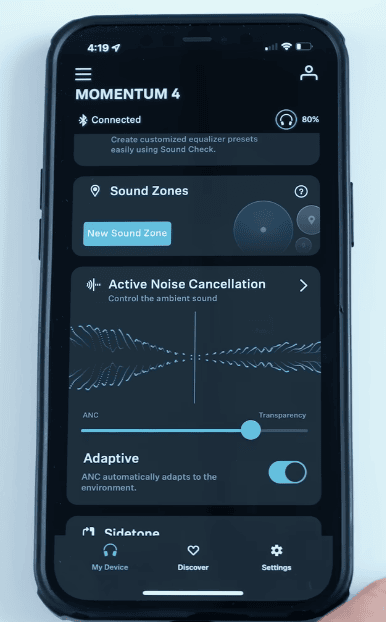 4:19
MOMENTUM 4
Connected
80%
Create customized equalizer presets
easily using Sound Check.
Sound Zones
?
New Sound Zone
?
Active Noise Cancellation
Control the ambient sound
ANC
Transparency
Adaptive
ANC automatically adapts to the
environment.
Sidetone
My Device
Discover
Settings